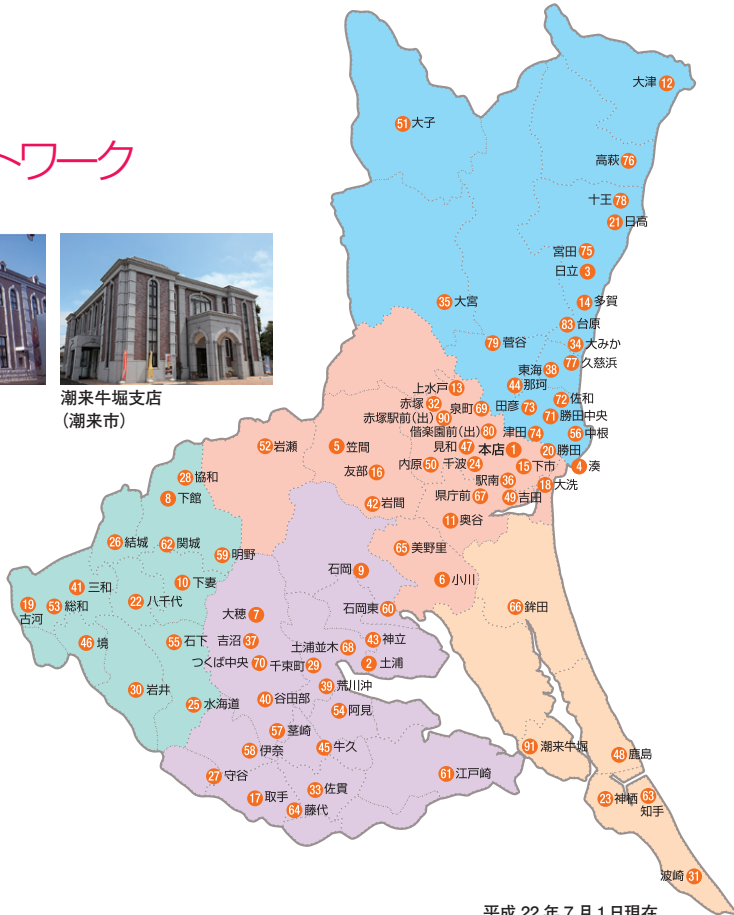 トワーク
潮来牛堀支店
（潮来市）
大津 12
51 大子
高萩 76
十王 78
21 日高
宮田 75
日立 3
35 大宮
14 多賀
83 台原
79 菅谷
34 大みか
77 久慈浜
東海 38
44 那珂
上水戸 13
赤塚 32
泉町 69
田彦 73
72 佐和
赤塚駅前（出） 90
71 勝田中央
偕楽園前（出） 80
津田 74
56 中根
52 岩瀬
5 笠間
見和 47
本店 1
20 勝田
内原 50
千波 24
15 下市
4 湊
友部 16
28 協和
駅南 36
18 大洗
8 下館
42 岩間
県庁前 67
49 吉田
11 奥谷
26 結城
62 関城
59 明野
65 美野里
石岡 9
6 小川
41 三和
10 下妻
19 古河
53 総和
22 八千代
大穂 7
石岡東 60
66 鉾田
46 境
55 石下
吉沼 37
土浦並木 68
43 神立
つくば中央 70
千束町 29
2 土浦
30 岩井
39 荒川沖
25 水海道
40 谷田部
54 阿見
57 茎崎
58 伊奈
45 牛久
91 潮来牛堀
48 鹿島
27 守谷
61 江戸崎
17 取手
33 佐貫
64 藤代
23 神栖
63 知手
波崎 31
平成 22 年 7 月 1 日現在